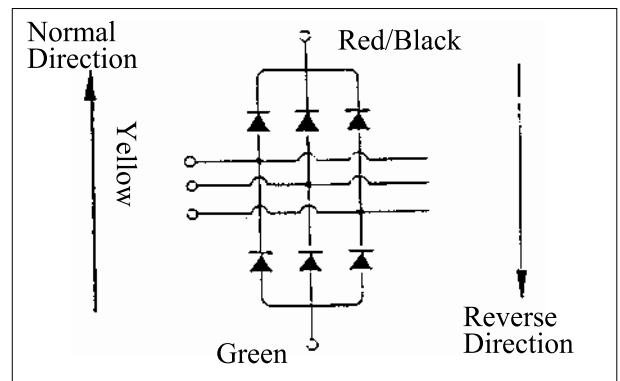 Normal
Direction
Red/Black
Yellow
Green
Reverse
Direction